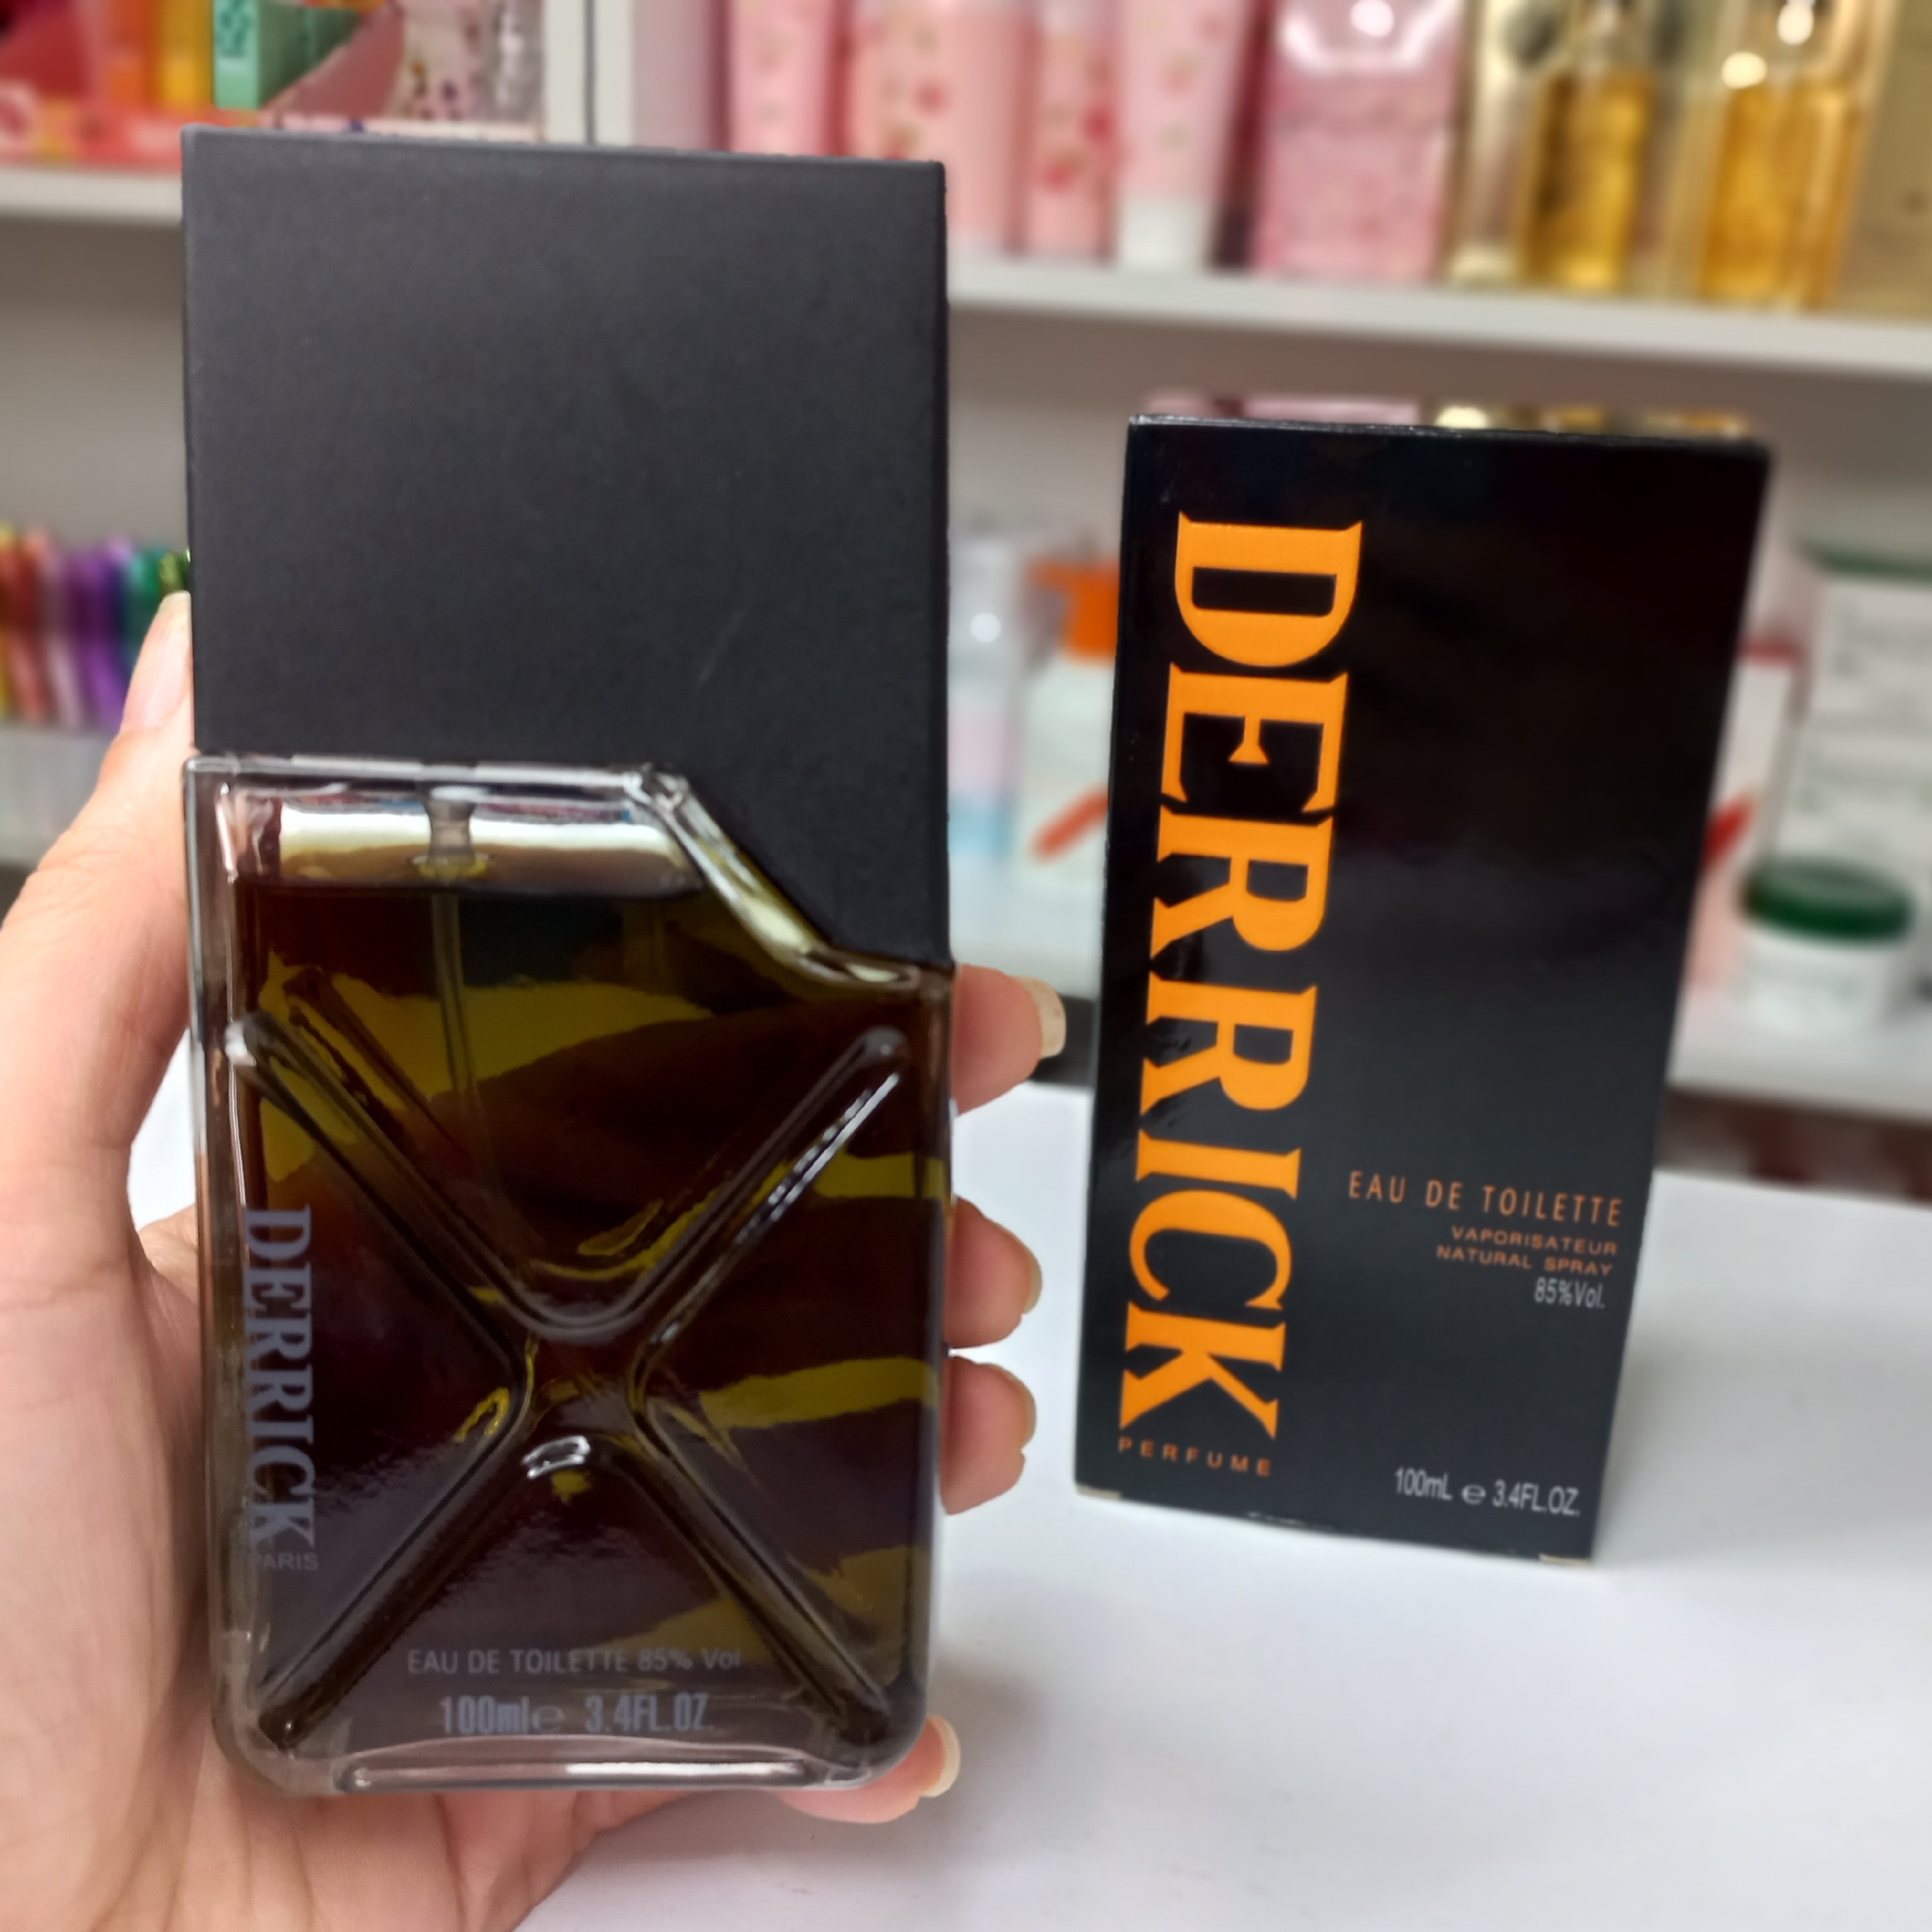 DERRICK
PARIS
EAU DE TOILETTE 85% Vol
100ml e 3.4FL.OZ.
DERRICK
PERFUME
EAU DE TOILETTE
VAPORISATEUR
NATURAL SPRAY
85%Vol.
100mL e 3.4FL.OZ.